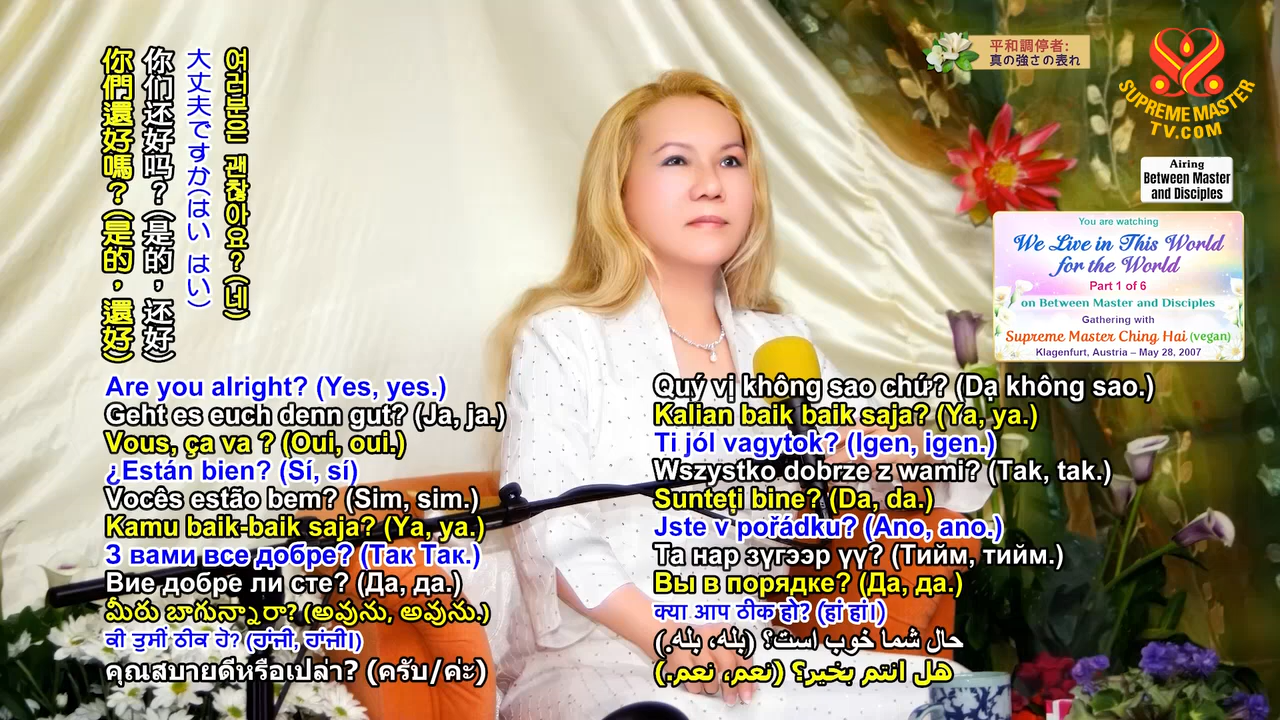 你們還好嗎？(是的，還好)
你们还好吗？(是的，还好)
大丈夫ですか(はい はい)
여러분은 괜찮아요？(네)
平和調停者:
真の強さの表れ
SUPREME MASTER
TV.COM
Airing
Between Master
and Disciples
You are watching
We Live in This World
for the World
Part 1 of 6
on Between Master and Disciples
Gathering with
Supreme Master Ching Hai (vegan)
Klagenfurt, Austria – May 28, 2007
Are you alright? (Yes, yes.)
Geht es euch denn gut? (Ja, ja.)
Vous, ça va ? (Oui, oui.)
¿Están bien? (Sí, sí)
Vocês estão bem? (Sim, sim.)
Kamu baik-baik saja? (Ya, ya.)
З вами все добре? (Так Так.)
Вие добре ли сте? (Да, да.)
మీరు బాగున్నారా? (అవును, అవును.)
ਕੀ ਤੁਸੀਂ ਠੀਕ ਹੋ? (ਹਾਂਜੀ, ਹਾਂਜੀ।)
คุณสบายดีหรือเปล่า? (ครับ/ค่ะ)
Quý vị không sao chứ? (Dạ không sao.)
Kalian baik baik saja? (Ya, ya.)
Ti jól vagytok? (Igen, igen.)
Wszystko dobrze z wami? (Tak, tak.)
Sunteți bine? (Da, da.)
Jste v pořádku? (Ano, ano.)
Та нар зүгээр үү? (Тийм, тийм.)
Вы в порядке? (Да, да.)
क्या आप ठीक हो? (हां हां।)
حال شما خوب است؟ (بله، بله.)
هل انتم بخير؟ (نعم، نعم.)